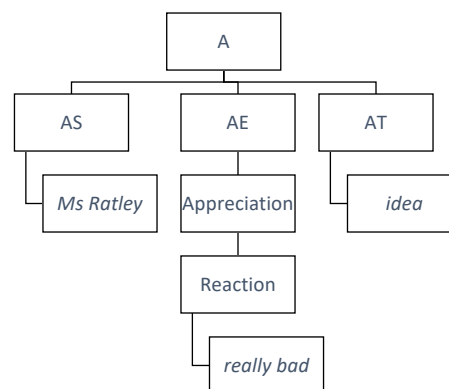 A
AS
AE
AT
Ms Ratley
Appreciation
idea
Reaction
really bad